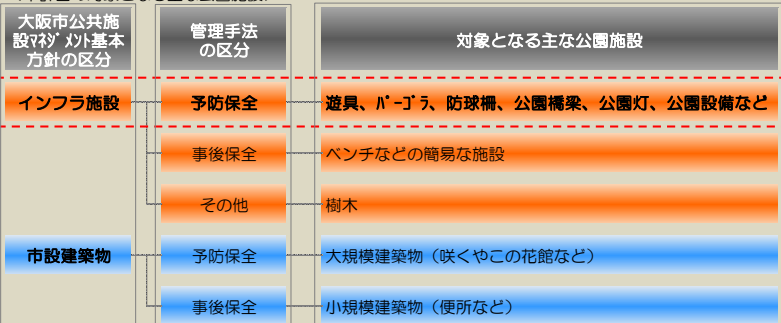 大阪市公共施
設ﾏﾈｼﾞﾒﾝﾄ基本
方針の区分
管理手法
の区分
対象となる主な公園施設
インフラ施設
予防保全
遊具、ﾊﾟｰｺﾞﾗ、防球柵、公園橋梁、公園灯、公園設備など
事後保全
ベンチなどの簡易な施設
その他
樹木
市設建築物
予防保全
大規模建築物（咲くやこの花館など）
事後保全
小規模建築物（便所など）